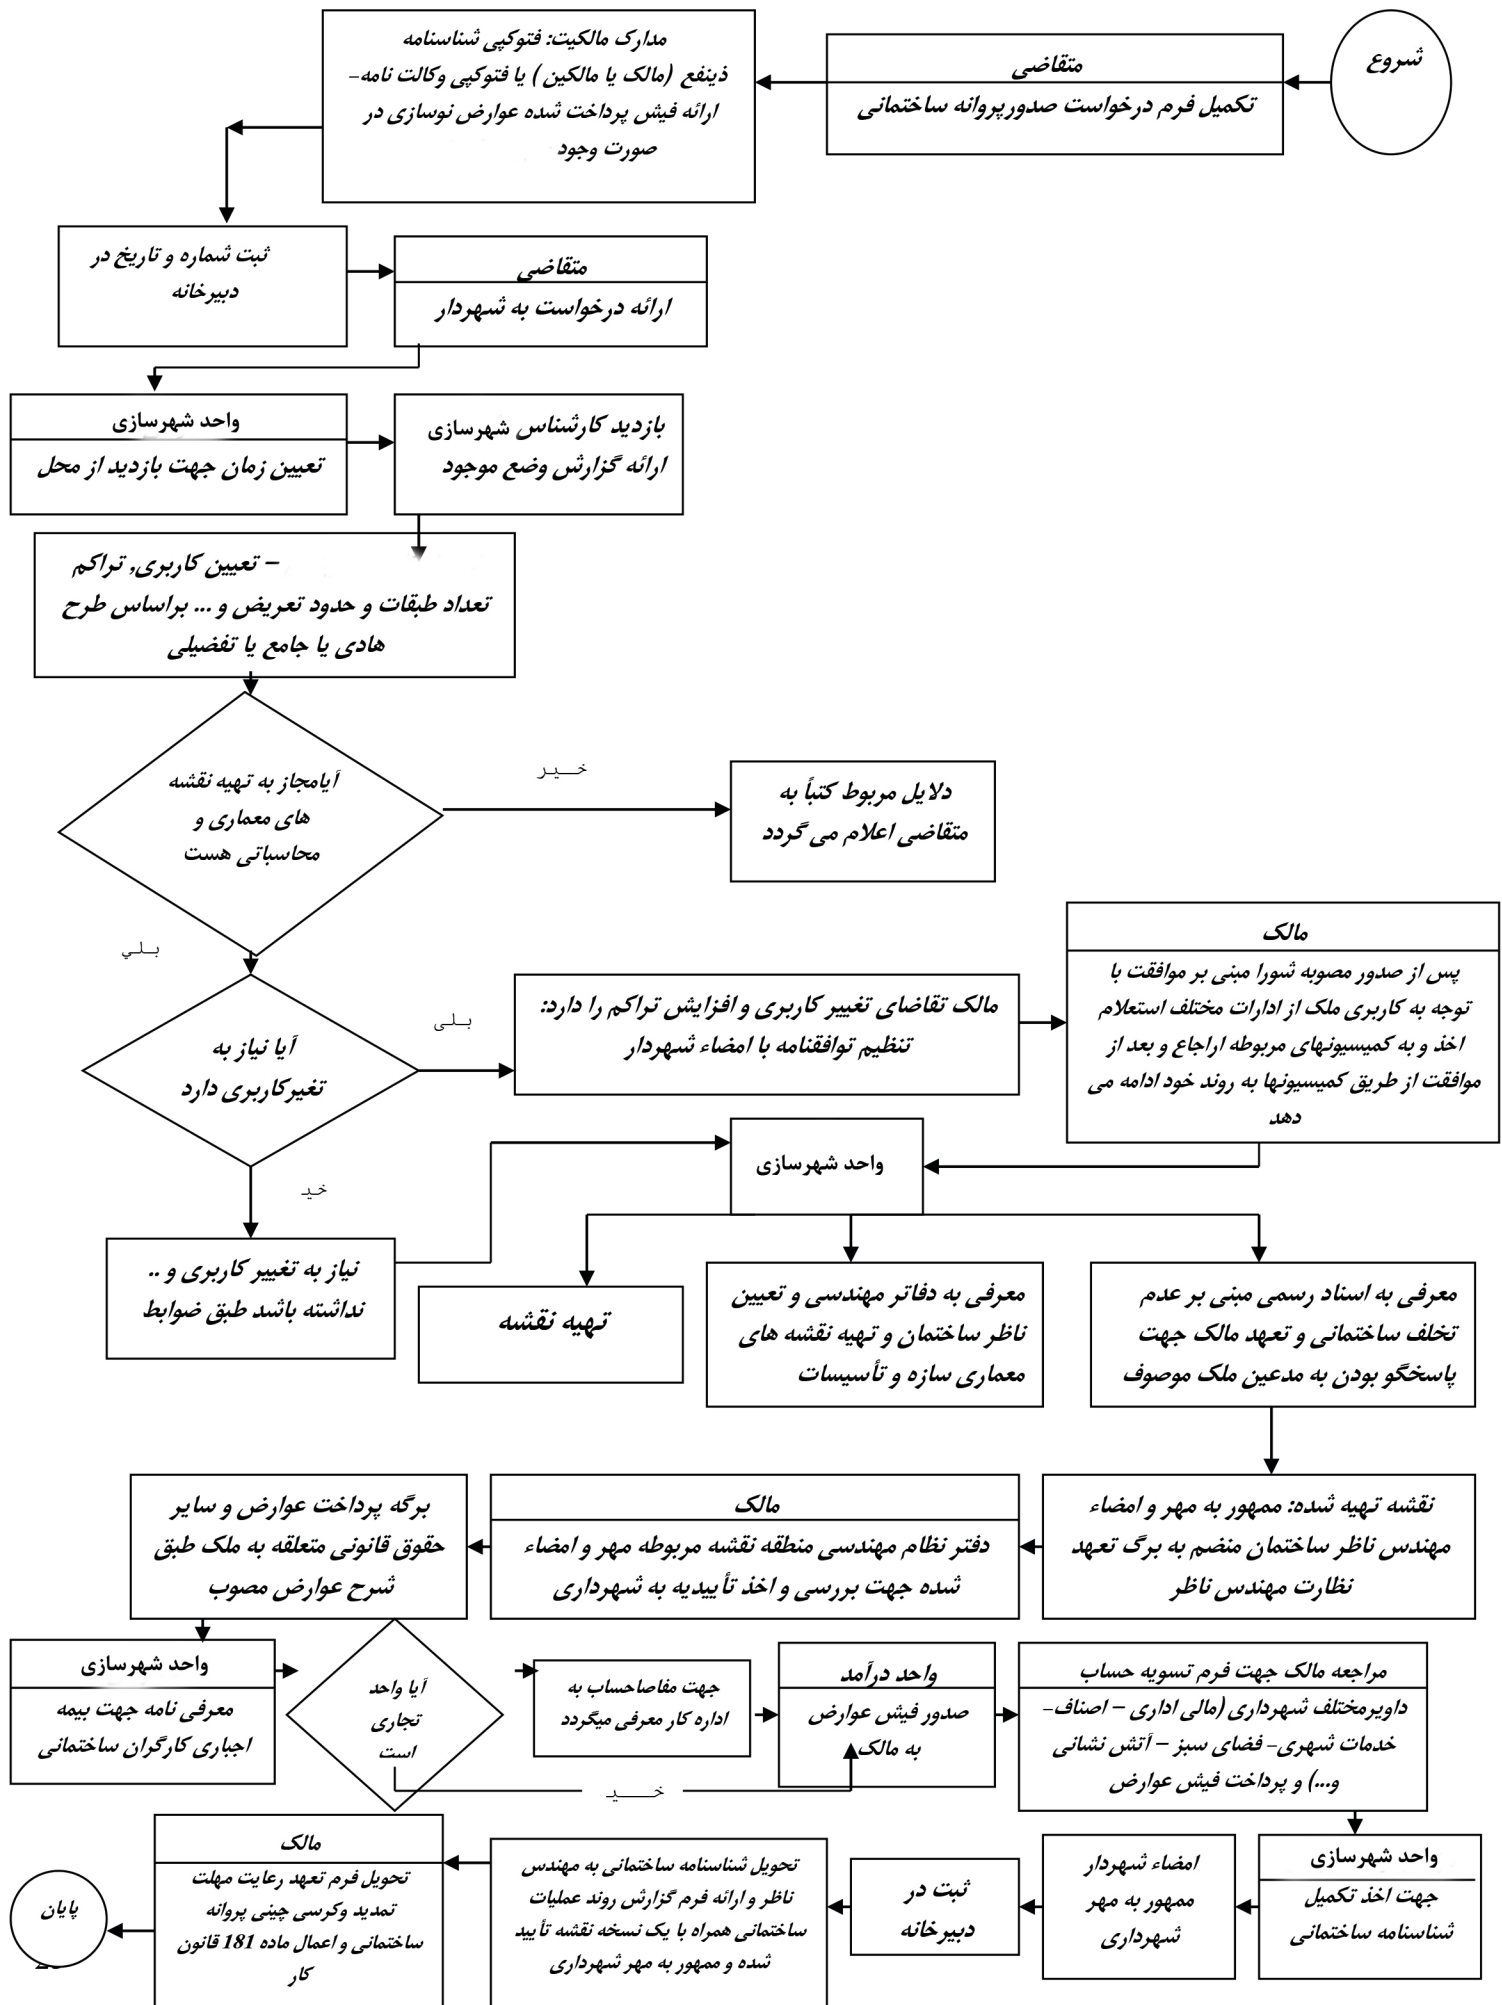 شروع
متقاضی
تکمیل فرم درخواست صدورپروانه ساختمانی
مدارک مالکیت: فتوکپی شناسنامه
ذینفع (مالک یا مالکین ) یا فتوکپی وکالت نامه-
ارائه فیش پرداخت شده عوارض نوسازی در
صورت وجود
ثبت شماره و تاریخ در
دبیرخانه
متقاضی
ارائه درخواست به شهردار
واحد شهرسازی
تعیین زمان جهت بازدید از محل
بازدید کارشناس شهرسازی
ارائه گزارش وضع موجود
– تعیین کاربری, تراکم
تعداد طبقات و حدود تعریض و ... براساس طرح
هادی یا جامع یا تفضیلی
آیامجاز به تهیه نقشه
های معماری و
محاسباتی هست
خــیر
دلایل مربوط کتبأ به
متقاضی اعلام می گردد
بلي
آیا نیاز به
تغیرکاربری دارد
بلی
مالک تقاضای تغییر کاربری و افزایش تراکم را دارد:
تنظیم توافقنامه با امضاء شهردار
مالک
پس از صدور مصوبه شورا مبنی بر موافقت با
توجه به کاربری ملک از ادارات مختلف استعلام
اخذ و به کمیسیونهای مربوطه اراجاع و بعد از
موافقت از طریق کمیسیونها به روند خود ادامه می
دهد
خیـ
نیاز به تغییر کاربری و ..
نداشته باشد طبق ضوابط
واحد شهرسازی
تهیه نقشه
معرفی به دفاتر مهندسی و تعیین
ناظر ساختمان و تهیه نقشه های
معماری سازه و تأسیسات
معرفی به اسناد رسمی مبنی بر عدم
تخلف ساختمانی و تعهد مالک جهت
پاسخگو بودن به مدعین ملک موصوف
نقشه تهیه شده: ممهور به مهر و امضاء
مهندس ناظر ساختمان منضم به برگ تعهد
نظارت مهندس ناظر
مالک
دفتر نظام مهندسی منطقه نقشه مربوطه مهر و امضاء
شده جهت بررسی و اخذ تأییدیه به شهرداری
برگه پرداخت عوارض و سایر
حقوق قانونی متعلقه به ملک طبق
شرح عوارض مصوب
واحد شهرسازی
معرفی نامه جهت بیمه
اجباری کارگران ساختمانی
آیا واحد
تجاری
است
جهت مفاصاحساب به
اداره کار معرفی میگردد
خــــیـ
واحد درآمد
صدور فیش عوارض
به مالک
مراجعه مالک جهت فرم تسویه حساب
داویرمختلف شهرداری (مالی اداری – اصناف-
خدمات شهری- فضای سبز – آتش نشانی
و...) و پرداخت فیش عوارض
واحد شهرسازی
جهت اخذ تکمیل
شناسنامه ساختمانی
امضاء شهردار
ممهور به مهر
شهرداری
ثبت در
دبیرخانه
تحویل شناسنامه ساختمانی به مهندس
ناظر و ارائه فرم گزارش روند عملیات
ساختمانی همراه با یک نسخه نقشه تأیید
شده و ممهور به مهر شهرداری
مالک
تحویل فرم تعهد رعایت مهلت
تمدید وکرسی چینی پروانه
ساختمانی و اعمال ماده 181 قانون
کار
پایان